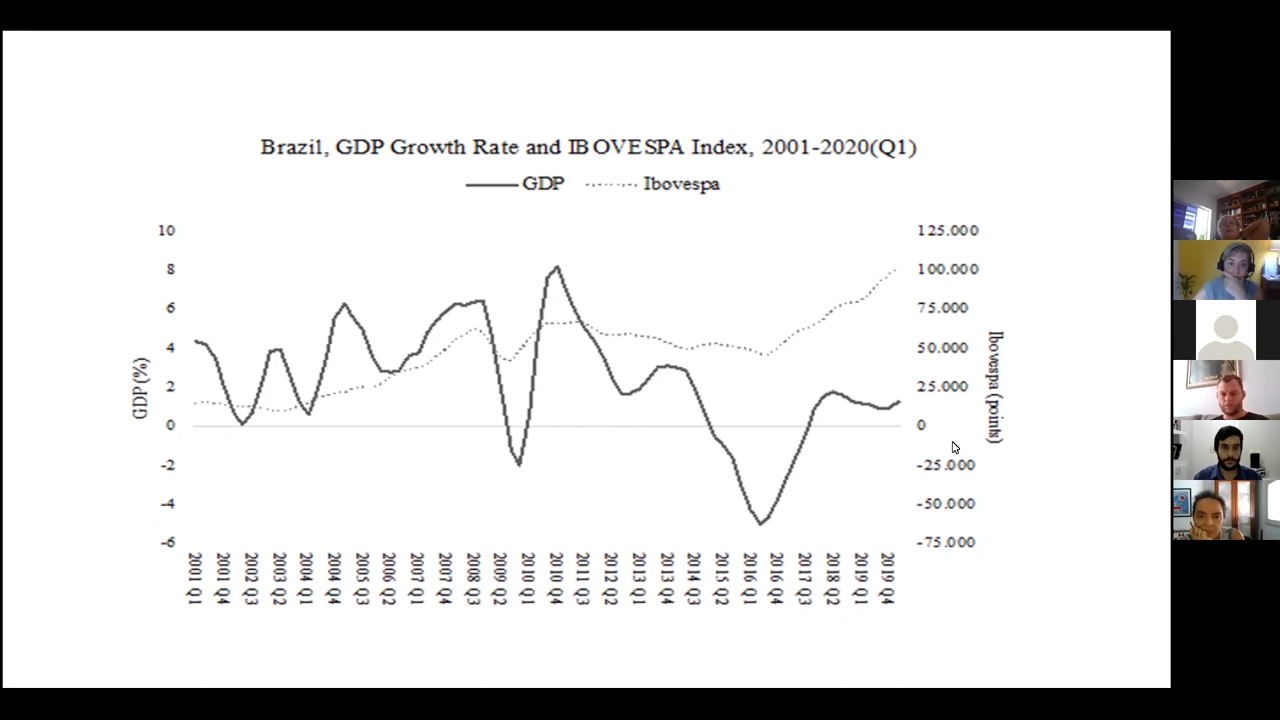 Brazil, GDP Growth Rate and IBOVESPA Index, 2001-2020(Q1)
GDP Ibovespa
10 125.000
8 100.000
6 75.000
4 50.000
2 25.000
0 0
-2 -25.000
-4 -50.000
-6 -75.000
GDP(%)
Ibovespa (points)
2001 Q1
2001 Q4
2002 Q3
2003 Q2
2004 Q1
2004 Q4
2005 Q3
2006 Q2
2007 Q1
2007 Q4
2008 Q3
2009 Q2
2010 Q1
2010 Q4
2011 Q3
2012 Q2
2013 Q1
2013 Q4
2014 Q3
2015 Q2
2016 Q1
2016 Q4
2017 Q3
2018 Q2
2019 Q1
2019 Q4